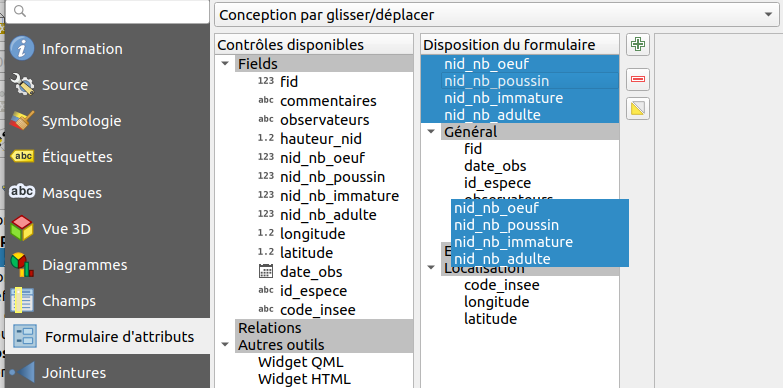 Conception par glisser/déplacer
Information
Source
Symbologie
abc Étiquettes
abc Masques
Vue 3D
Diagrammes
Champs
Formulaire d'attributs
Jointures
Contrôles disponibles
Fields
123 fid
abc commentaires
abc observateurs
1.2 hauteur_nid
123 nid_nb_oeuf
123 nid_nb_poussin
123 nid_nb_immature
123 nid_nb_adulte
1.2 longitude
1.2 latitude
date_obs
abc id_espece
abc code_insee
Relations
Autres outils
Widget QML
Widget HTML
Disposition du formulaire
nid_nb_oeuf
nid_nb_poussin
nid_nb_immature
nid_nb_adulte
Général
fid
date_obs
id_espece
observateurs
nid_nb_oeuf
nid_nb_poussin
nid_nb_immature
nid_nb_adulte
Localisation
code_insee
longitude
latitude